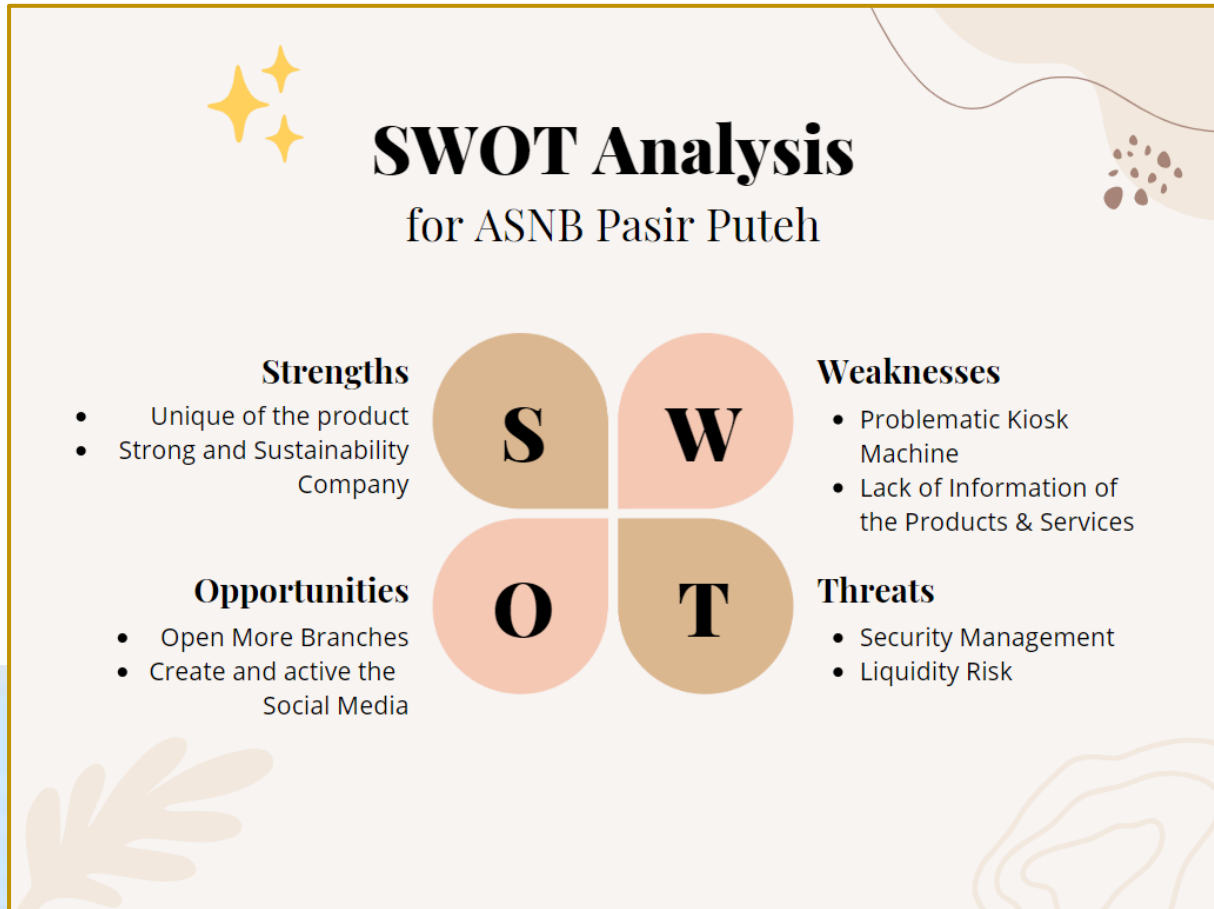 SWOT Analysis
for ASNB Pasir Puteh
Strengths
• Unique of the product
• Strong and Sustainability
Company
S
W
Weaknesses
• Problematic Kiosk
Machine
• Lack of Information of
the Products & Services
Opportunities
• Open More Branches
• Create and active the
Social Media
O
T
Threats
• Security Management
• Liquidity Risk